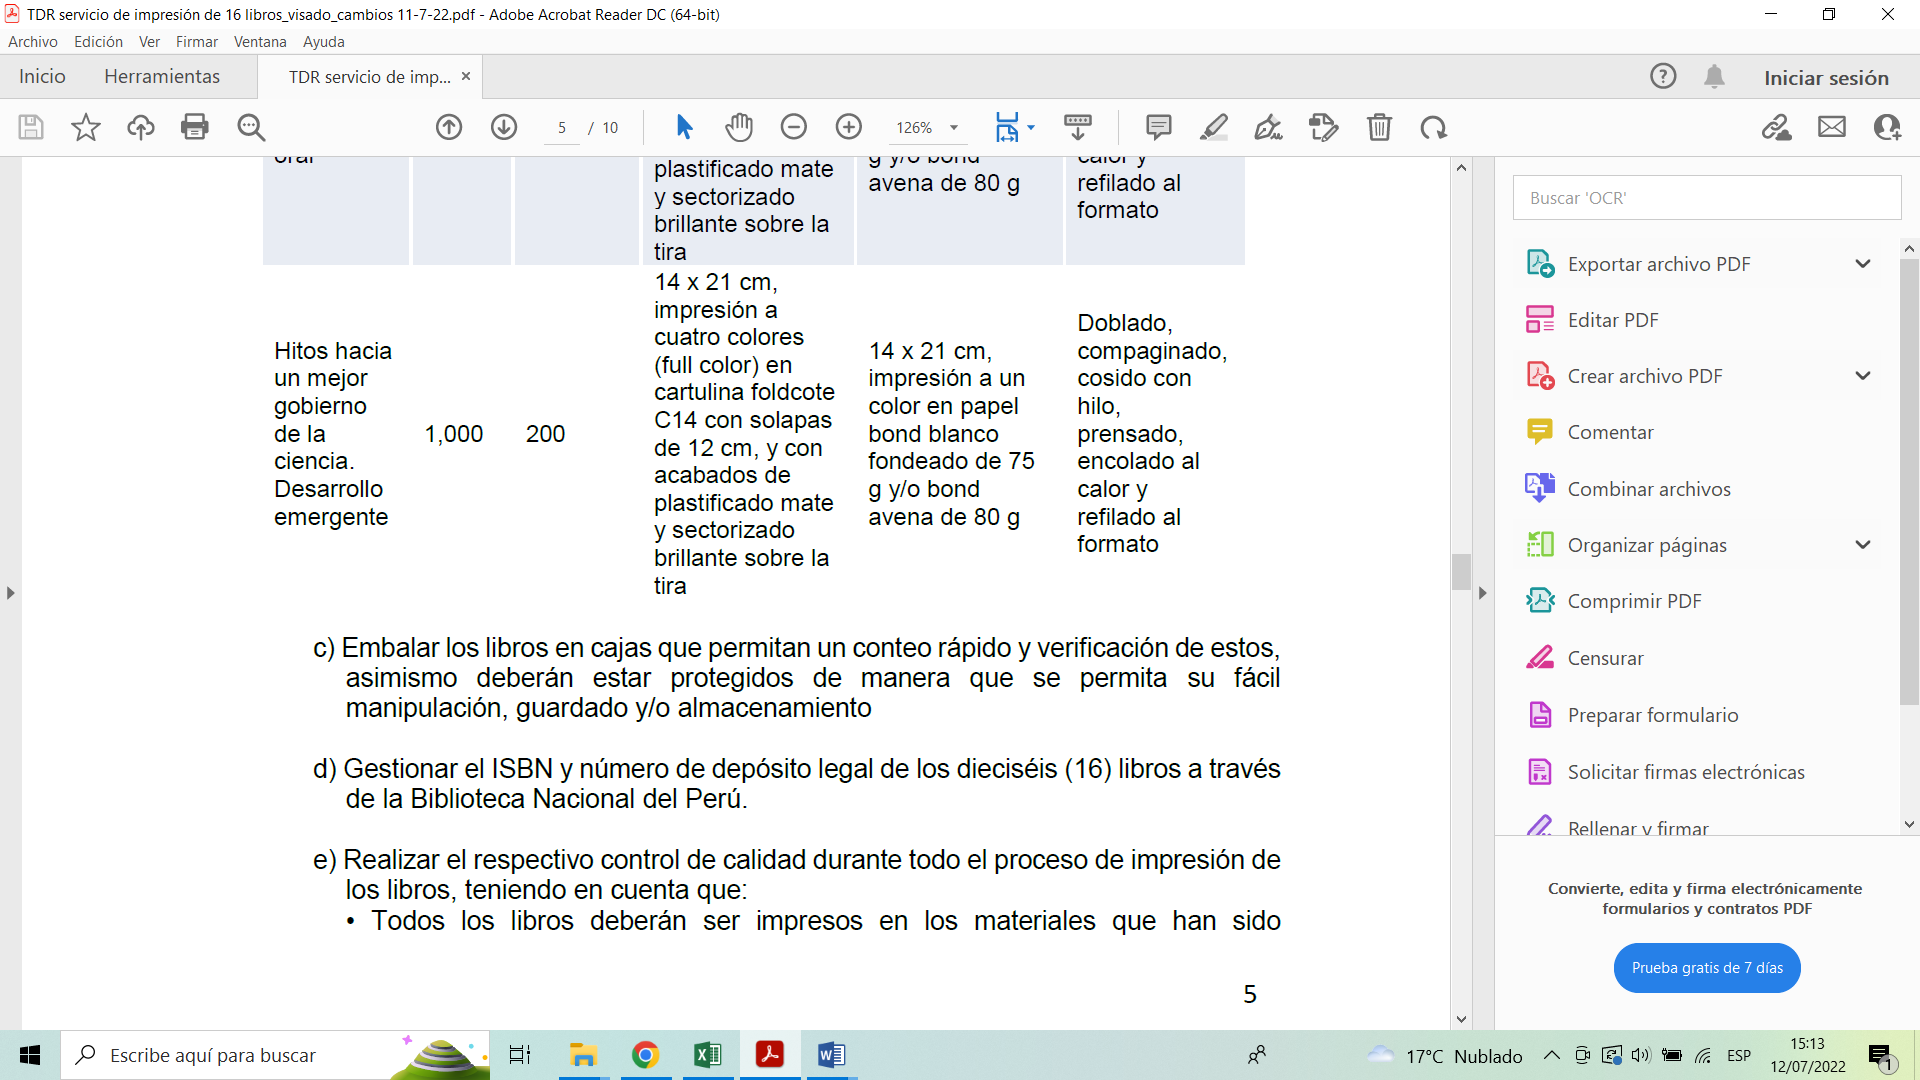 TDR servicio de impresión de 16 libros_visado_cambios 11-7-22.pdf - Adobe Acrobat Reader DC (64-bit)
Archivo Edición Ver Firmar Ventana Ayuda
Inicio Herramientas TDR servicio de imp... × Iniciar sesión
5 / 10 126%
oral
plastificado mate
y sectorizado
brillante sobre la
tira
g y/o bond
avena de 80 g
calor y
refilado al
formato
Hitos hacia
un mejor
gobierno
de la
ciencia.
Desarrollo
emergente
1,000
200
14 x 21 cm,
impresión a
cuatro colores
(full color) en
cartulina foldcote
C14 con solapas
de 12 cm, y con
acabados de
plastificado mate
y sectorizado
brillante sobre la
tira
14 x 21 cm,
impresión a un
color en papel
bond blanco
fondeado de 75
g y/o bond
avena de 80 g
Doblado,
compaginado,
cosido con
hilo,
prensado,
encolado al
calor y
refilado al
formato
c) Embalar los libros en cajas que permitan un conteo rápido y verificación de estos,
asimismo deberán estar protegidos de manera que se permita su fácil
manipulación, guardado y/o almacenamiento
d) Gestionar el ISBN y número de depósito legal de los dieciséis (16) libros a través
de la Biblioteca Nacional del Perú.
e) Realizar el respectivo control de calidad durante todo el proceso de impresión de
los libros, teniendo en cuenta que:
• Todos los libros deberán ser impresos en los materiales que han sido
5
Buscar 'OCR'
Exportar archivo PDF
Editar PDF
Crear archivo PDF
Comentar
Combinar archivos
Organizar páginas
Comprimir PDF
Censurar
Preparar formulario
Solicitar firmas electrónicas
Rellenar y firmar
Convierte, edita y firma electrónicamente
formularios y contratos PDF
Prueba gratis de 7 días
Escribe aquí para buscar
17°C Nublado
ESP
15:13
12/07/2022
1